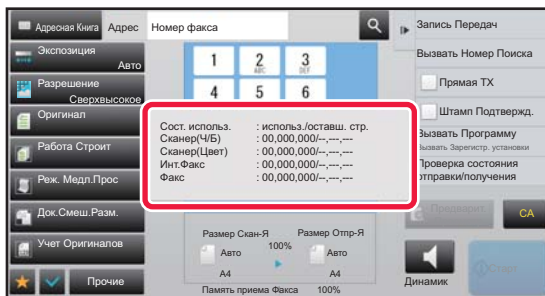 Адресная Книга
Адрес
Номер факса
Запись Передач
Экспозиция
Авто
1
2
ABC
3
DEF
Вызвать Номер Поиска
Разрешение
Сверхвысокое
4
5
6
Прямая TX
Оригинал
Штамп Подтвержд.
Сост. использ. : использ./оставш. стр.
Сканер(Ч/Б) : 00,000,000/--,---,---
Сканер(Цвет) : 00,000,000/--,---,---
Инт.Факс : 00,000,000/--,---,---
Факс : 00,000,000/--,---,---
Работа Строит
Вызвать Программу
Вызвать Зарегистр. установки
Реж. Медл.Прос
Проверка состояния
отправки/получения
Док.Смеш.Разм.
CA
Учет Оригиналов
Размер Скан-Я
Размер Отпр-Я
100%
Авто
Авто
A4
A4
Прочие
Память приема Факса 100%
Динамик
Старт